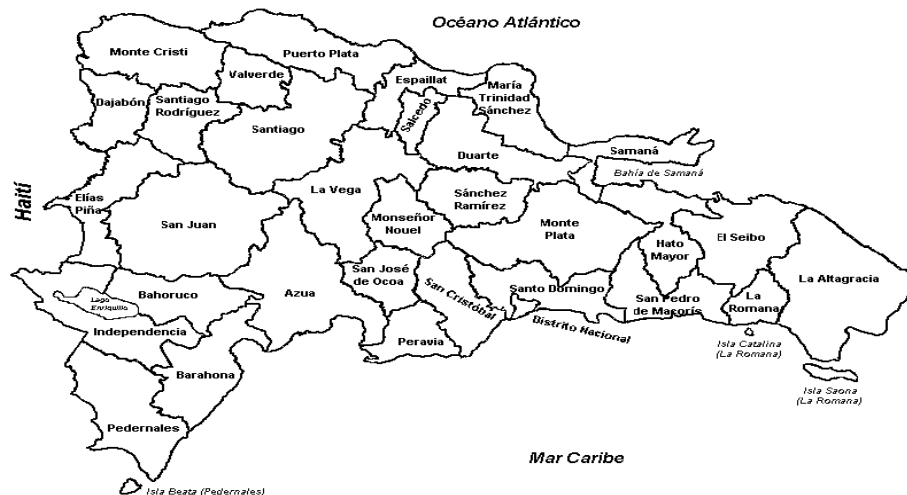 Océano Atlántico
Monte Cristi
Puerto Plata
Valverde
Espaillat
María
Trinidad
Sánchez
Dajabón
Santiago
Rodríguez
Salcedo
Santiago
Duarte
Samaná
Bahía de Samaná
Haití
Elías
Piña
La Vega
Sánchez
Ramírez
San Juan
Monseñor
Nouel
Monte
Plata
Hato
Mayor
El Seibo
La Altagracia
Lago
Enriquillo
Bahoruco
Azua
San José
de Ocoa
San Cristóbal
Santo Domingo
San Pedro
de Macorís
La
Romana
Independencia
Peravia
Distrito Nacional
Isla Catalina
(La Romana)
Barahona
Isla Saona
(La Romana)
Pedernales
Mar Caribe
Isla Beata (Pedernales)